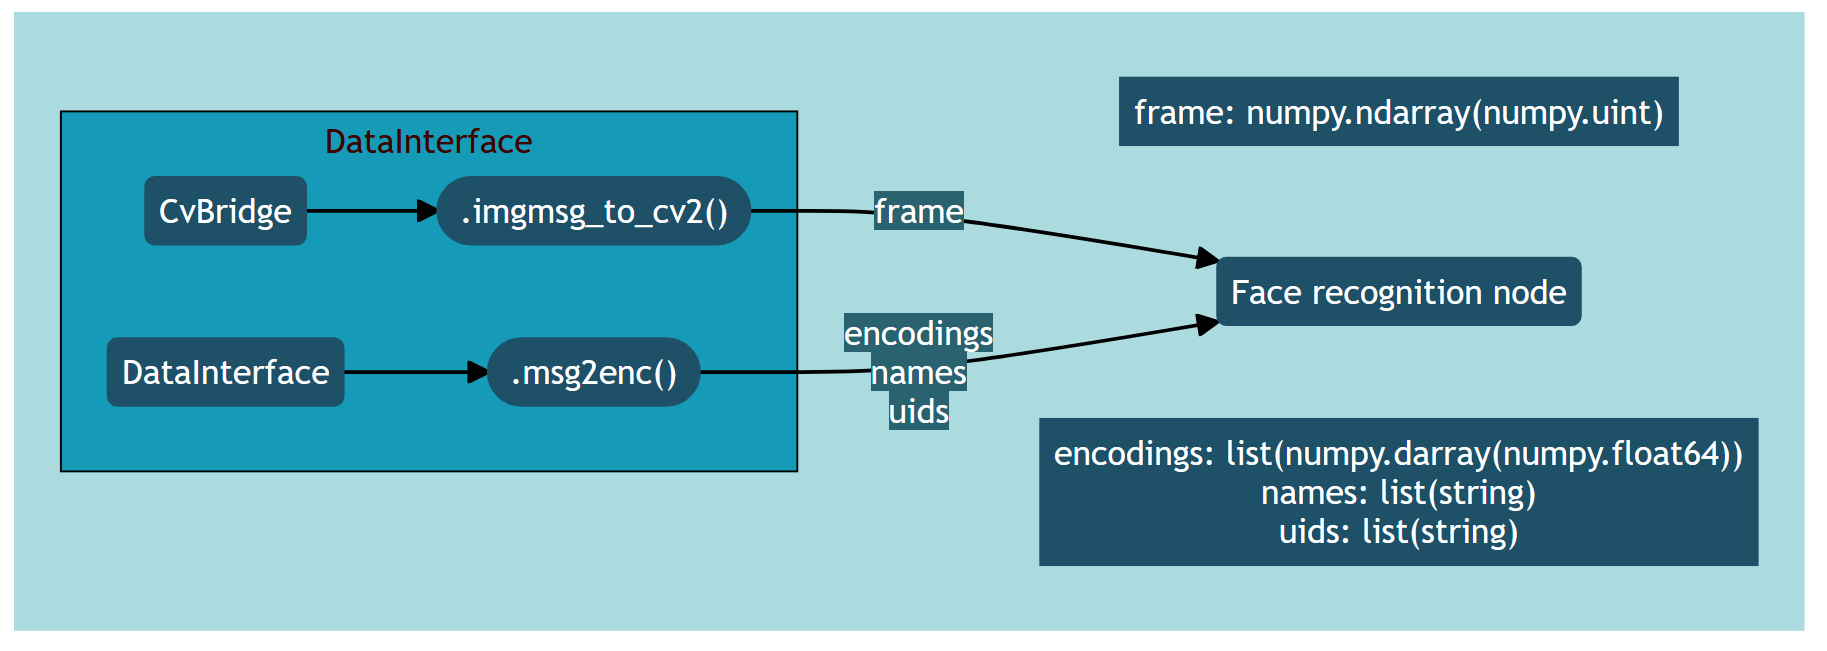 frame: numpy.ndarray(numpy.uint)
DataInterface
CvBridge
.imgmsg_to_cv2()
frame
Face recognition node
DataInterface
.msg2enc()
encodings
names
uids
encodings: list(numpy.darray(numpy.float64))
names: list(string)
uids: list(string)